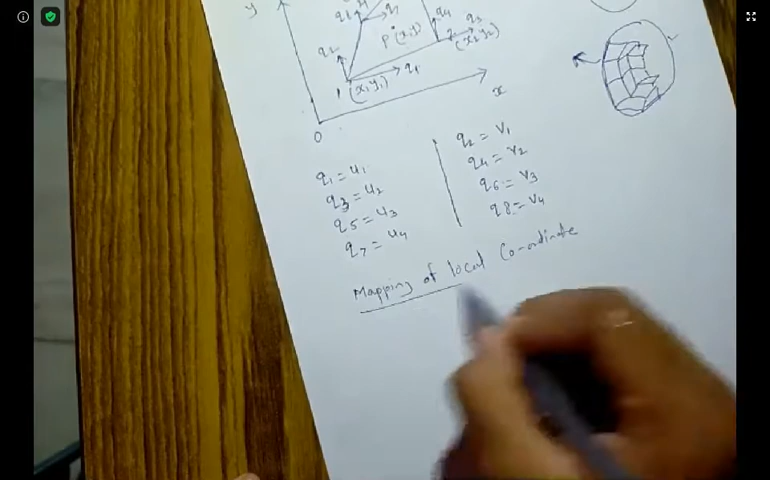 y
q4
q3
P(x,y)
(x2 y2)
q2
q1
1 (x1 y1)
x
0
q1 = u1
q3 = u2
q5 = u3
q7 = u4
q2 = v1
q4 = v2
q6 = v3
q8 = v4
Mapping of local Co-ordinate